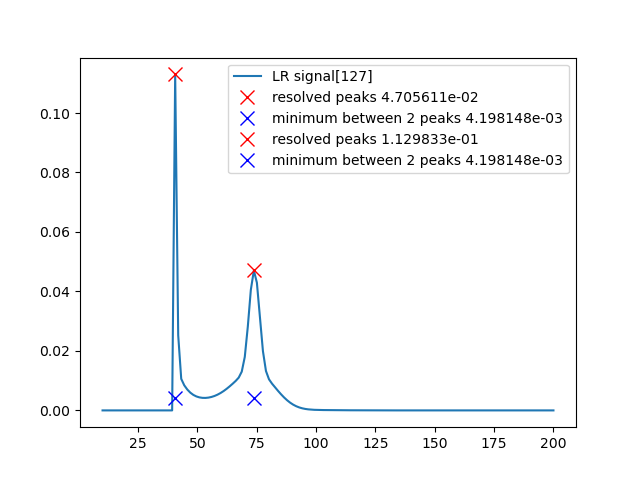 LR signal[127]
resolved peaks 4.705611e-02
minimum between 2 peaks 4.198148e-03
resolved peaks 1.129833e-01
minimum between 2 peaks 4.198148e-03
0.10
0.08
0.06
0.04
0.02
0.00
25 50 75 100 125 150 175 200